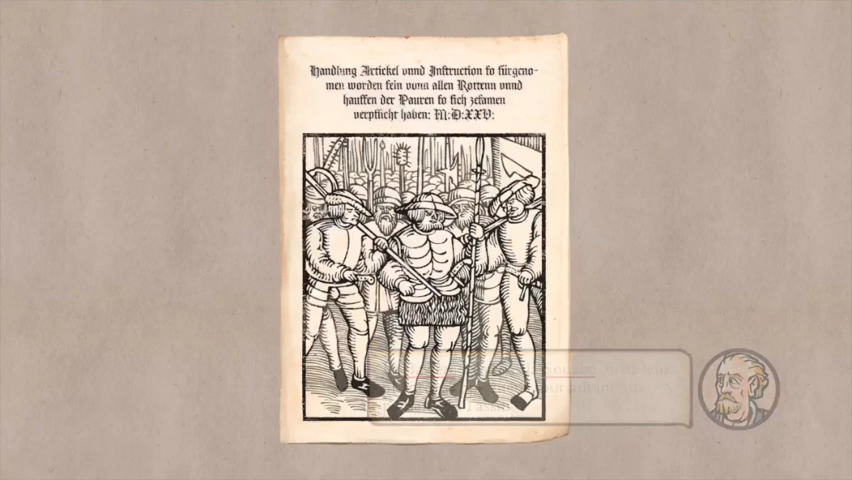 Handlung Artickel vnnd Instruction so fürgeno-
men worden sein vonn allen Rottenn vnnd
hauffen der Pauren so sich zesamen
verpflicht haben: M:D:XXV: